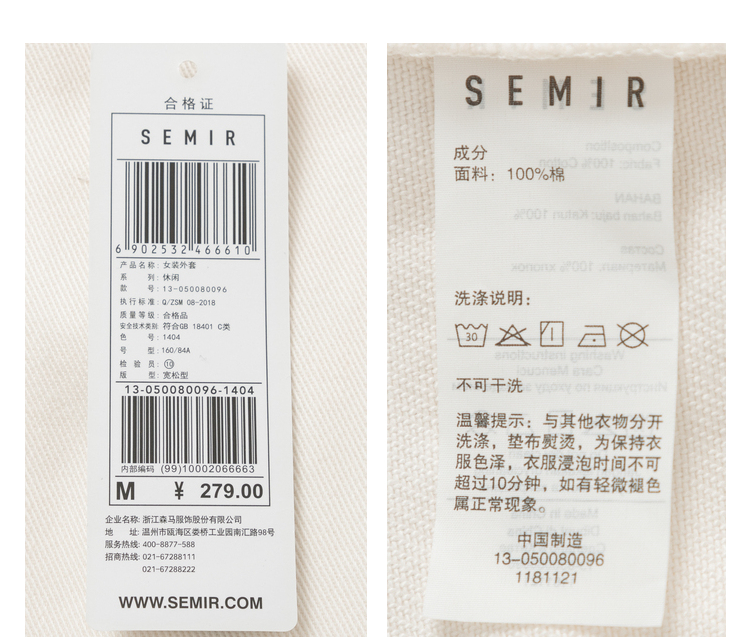 合格证
SEMIR
6 902532 466610
产品名称: 女装外套
系 列: 休闲
款 号: 13-050080096
执行标准: Q/ZSM 08-2018
质量等级: 合格品
安全技术类别 符合GB 18401 C类
色 号: 1404
号 型: 160/84A
检 验 员: ⑩
版 型: 宽松型
13-050080096-1404
内部编码 (99)10002066663
M ¥ 279.00
企业名称: 浙江森马服饰股份有限公司
地 址: 温州市瓯海区娄桥工业园南汇路98号
服务热线: 400-8877-588
招商热线: 021-67288111
021-67288222
WWW.SEMIR.COM
SEMIR
成分
面料: 100%棉
洗涤说明:
30
不可干洗
温馨提示: 与其他衣物分开
洗涤, 垫布熨烫, 为保持衣
服色泽, 衣服浸泡时间不可
超过10分钟, 如有轻微褪色
属正常现象。
中国制造
13-050080096
1181121